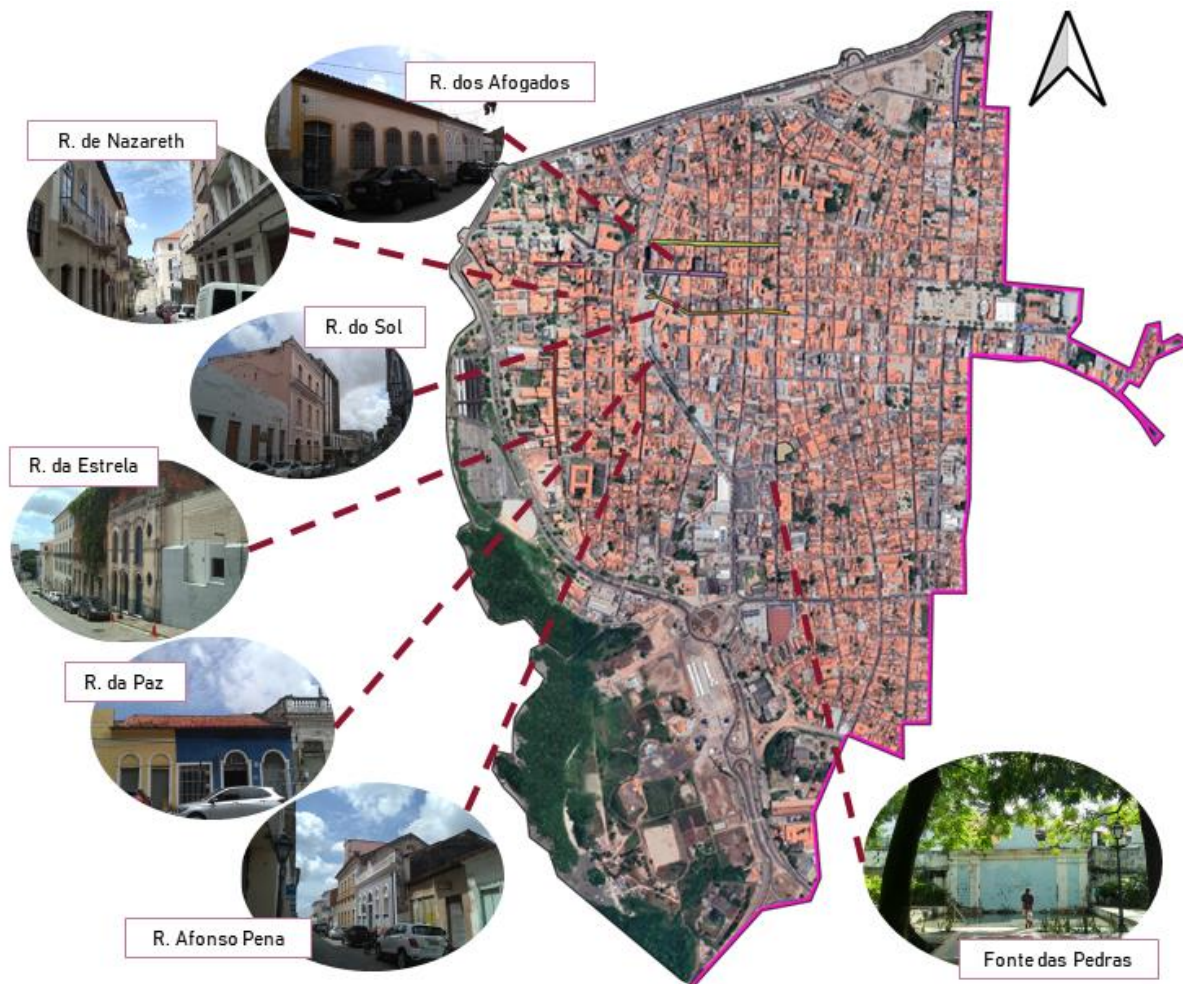 R. dos Afogados
R. de Nazareth
R. do Sol
R. da Estrela
R. da Paz
R. Afonso Pena
Fonte das Pedras